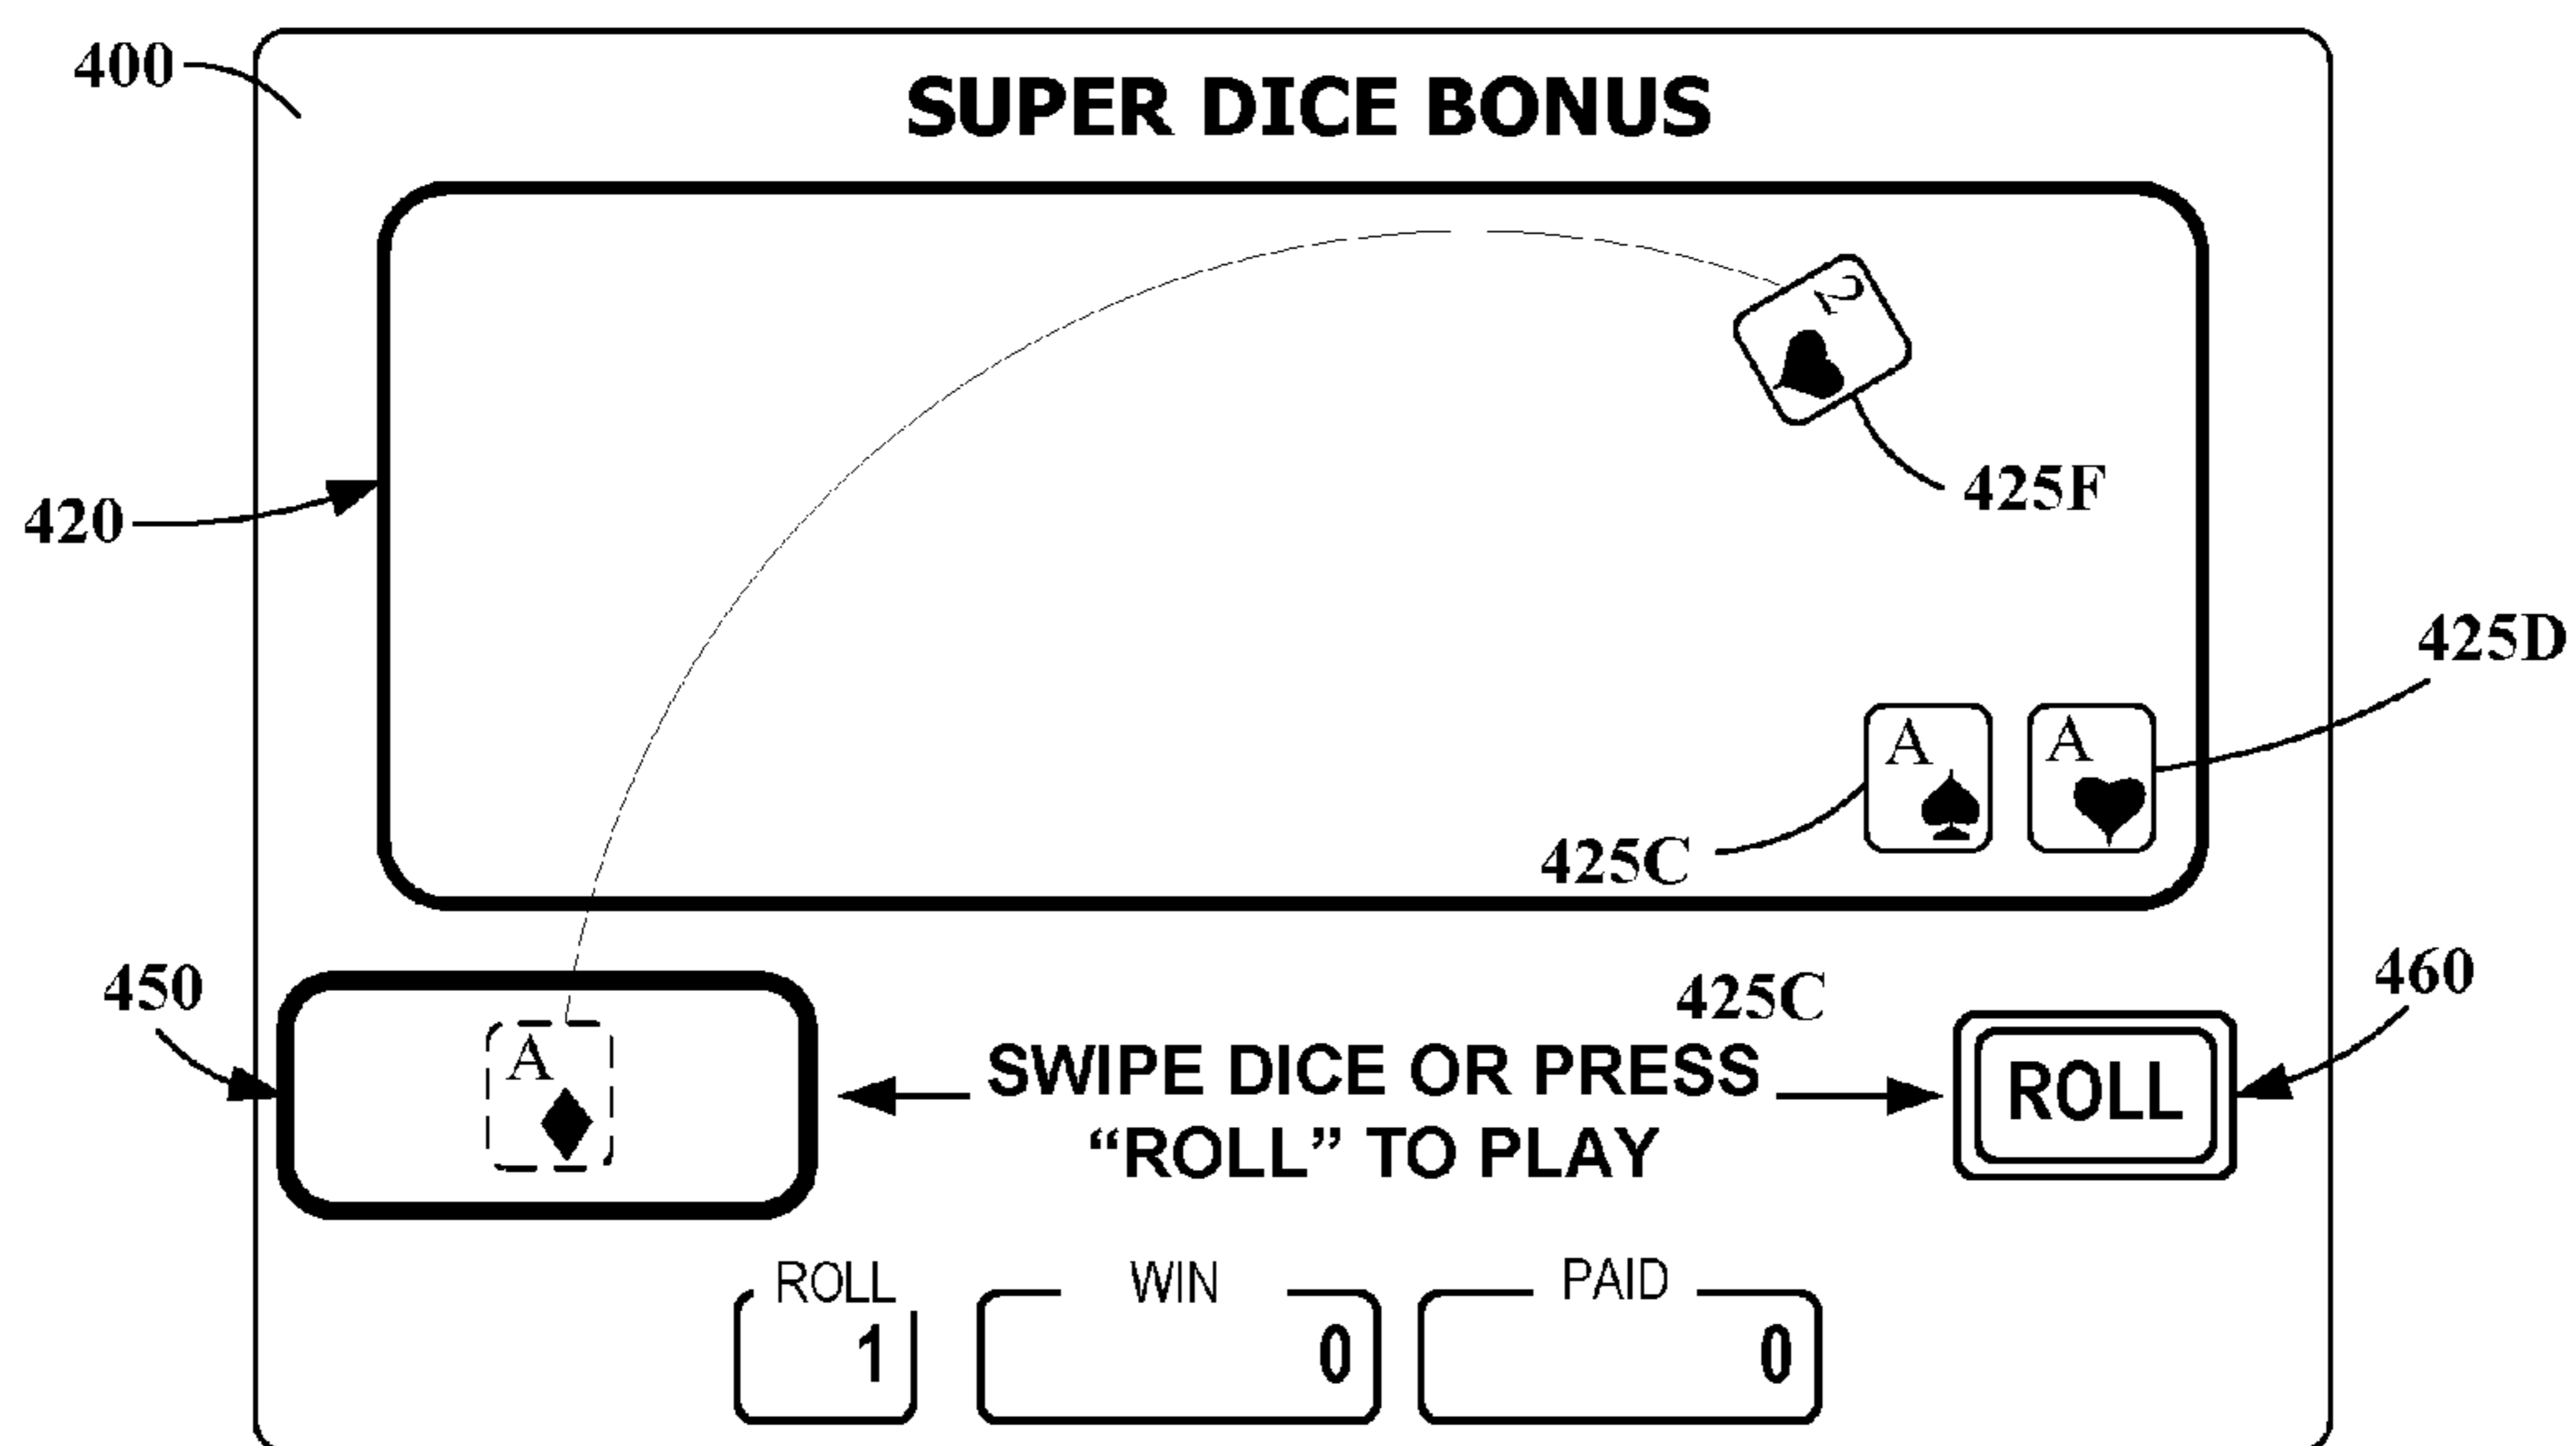 400
SUPER DICE BONUS
2
425F
420
425D
A
A
425C
450
425C
460
A
SWIPE DICE OR PRESS
“ROLL” TO PLAY
ROLL
ROLL
WIN
PAID
1
0
0